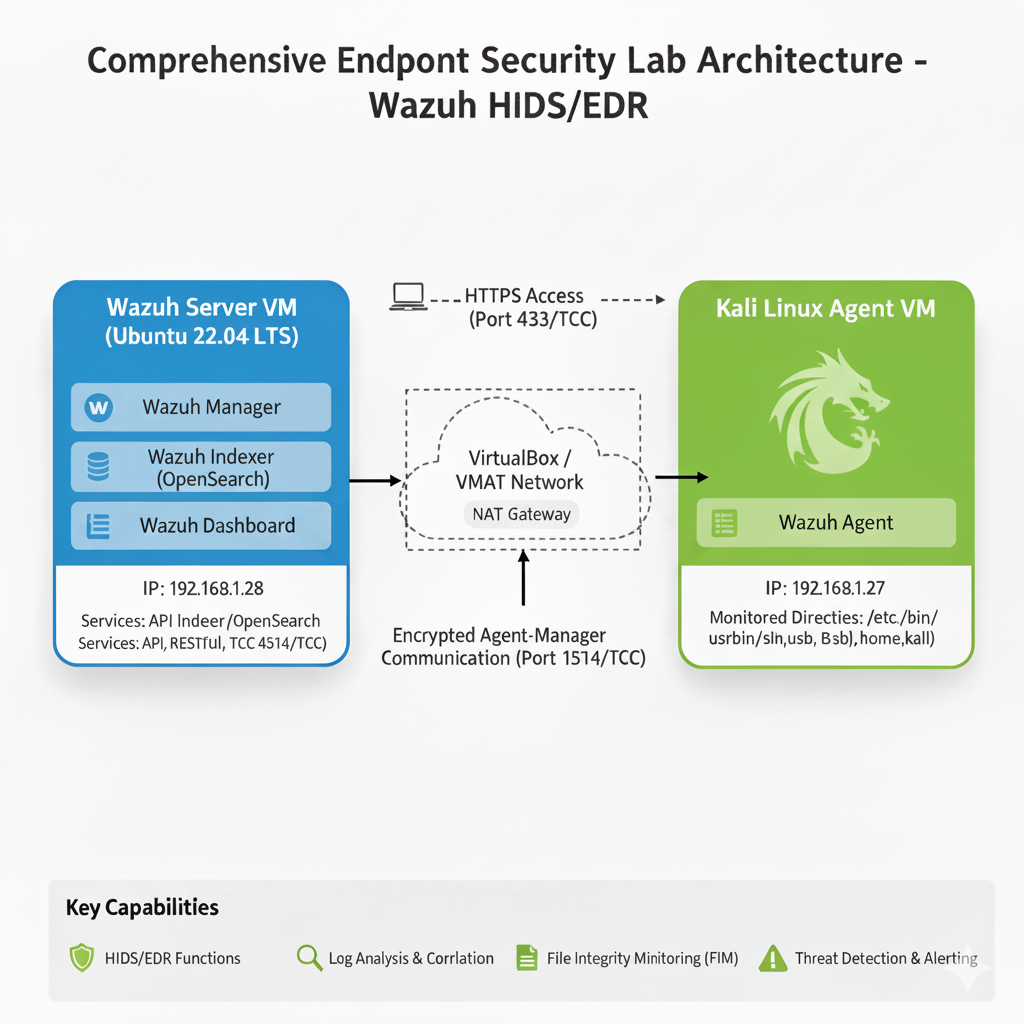 Comprehensive Endpont Security Lab Architecture -
Wazuh HIDS/EDR
Wazuh Server VM
(Ubuntu 22.04 LTS)
W
Wazuh Manager
Wazuh Indexer
(OpenSearch)
Wazuh Dashboard
IP: 192.168.1.28
Services: API Indeer/OpenSearch
Services: API, RESTful, TCC 4514/TCC)
HTTPS Access
(Port 433/TCC)
VirtualBox /
VMAT Network
NAT Gateway
Encrypted Agent-Manager
Communication (Port 1514/TCC)
Kali Linux Agent VM
Wazuh Agent
IP: 192.168.1.27
Monitored Directies: /etc./bin/
usrbin/sln,usb, Bsb), home,kall)
Key Capabilities
HIDS/EDR Functions
Log Analysis & Corrlation
File Integrity Minitoring (FIM)
Threat Detection & Alerting